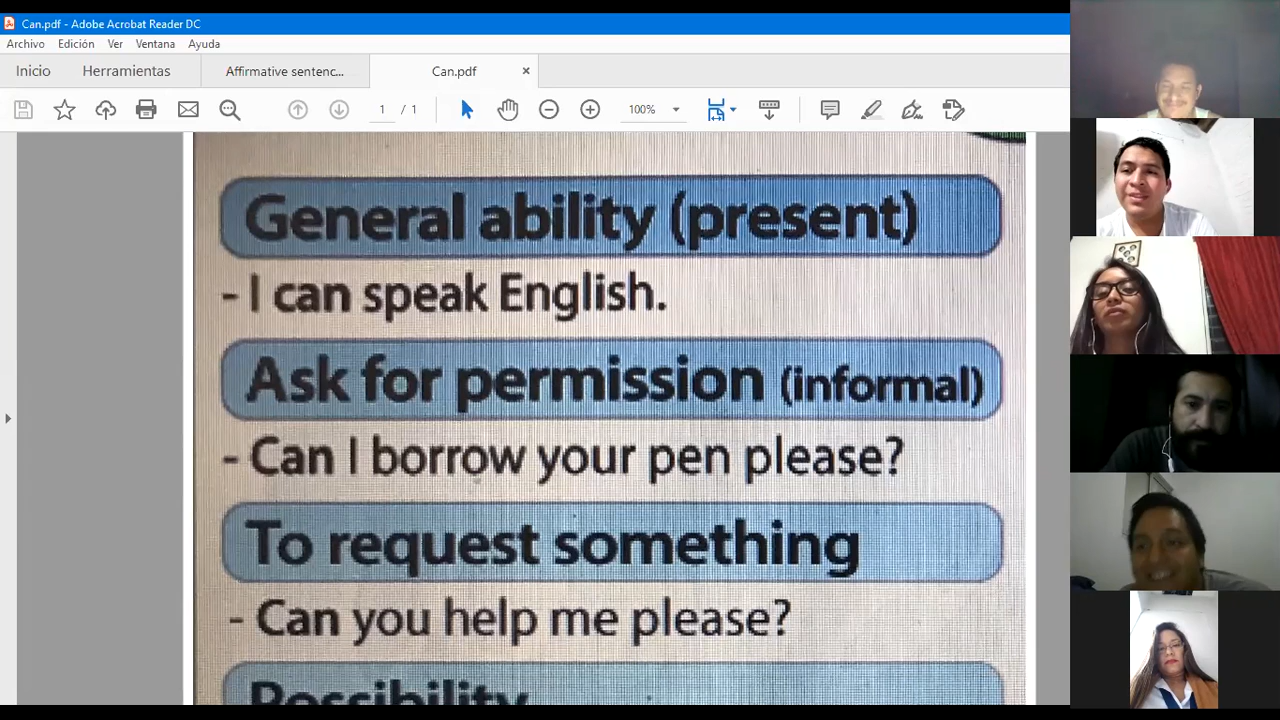 Can.pdf - Adobe Acrobat Reader DC
Archivo Edición Ver Ventana Ayuda
Inicio Herramientas Affirmative sentenc... Can.pdf ×
1 / 1 100%
General ability (present)
- I can speak English.
Ask for permission (informal)
- Can I borrow your pen please?
To request something
- Can you help me please?
Possibility